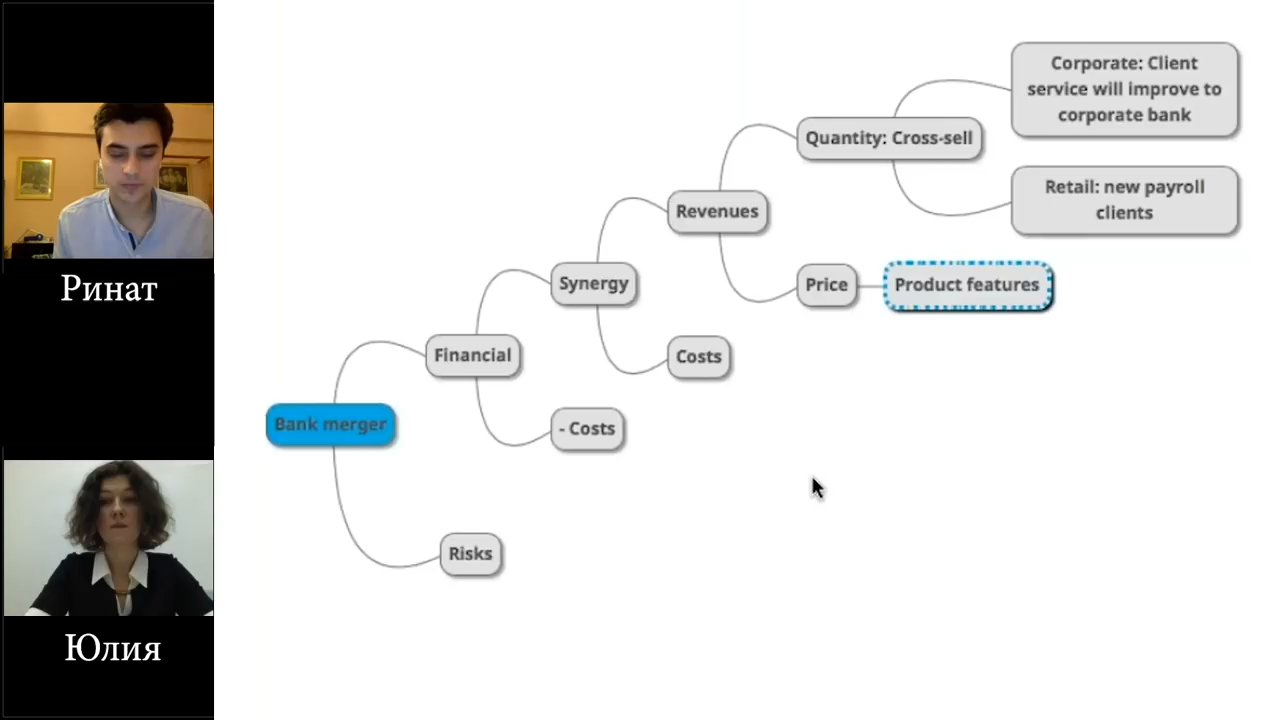 Ринат
Юлия
Bank merger
Financial
Synergy
Revenues
Quantity: Cross-sell
Corporate: Client
service will improve to
corporate bank
Retail: new payroll
clients
Price
Product features
Costs
- Costs
Risks